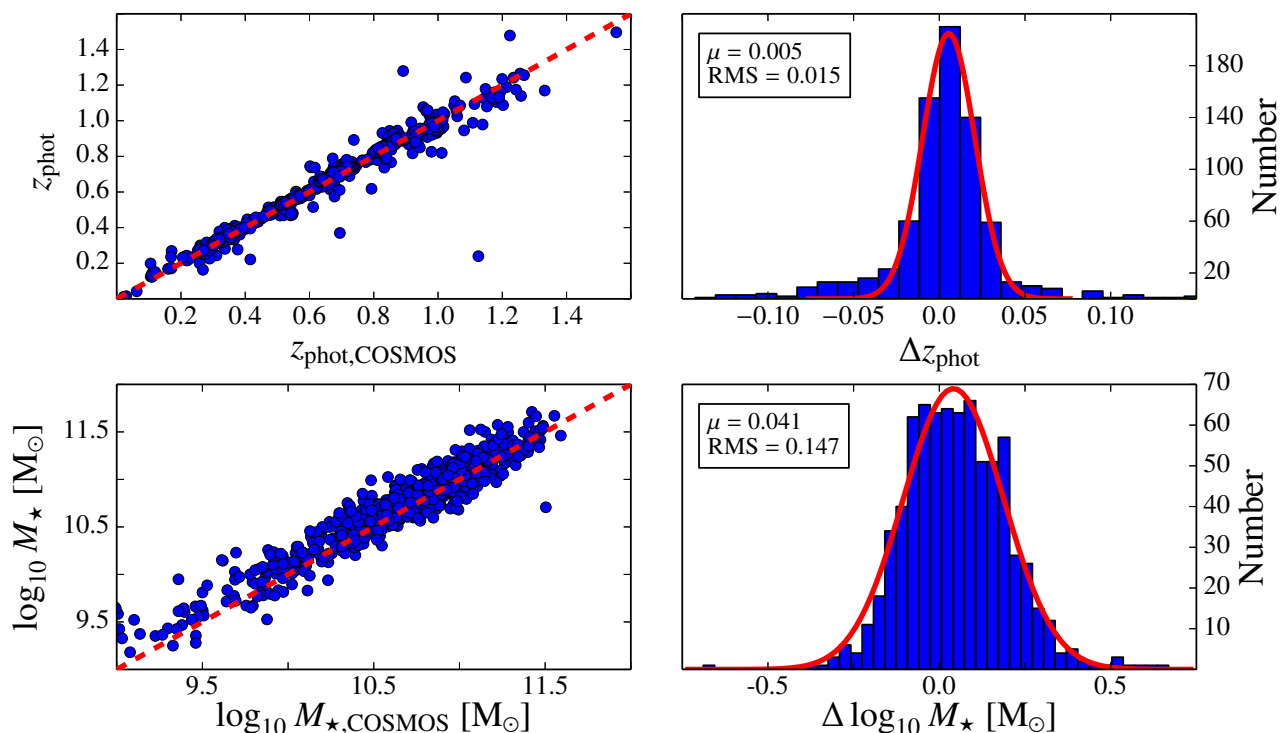 1.4
1.2
1.0
0.8
0.6
0.4
0.2
z_phot
0.2 0.4 0.6 0.8 1.0 1.2 1.4
z_phot,COSMOS
μ = 0.005
RMS = 0.015
180
140
100
60
20
Number
−0.10 −0.05 0.0 0.05 0.10
Δz_phot
11.5
10.5
9.5
log₁₀ M★ [M⊙]
9.5 10.5 11.5
log₁₀ M★,COSMOS [M⊙]
μ = 0.041
RMS = 0.147
70
60
50
40
30
20
10
Number
-0.5 0.0 0.5
Δ log₁₀ M★ [M⊙]